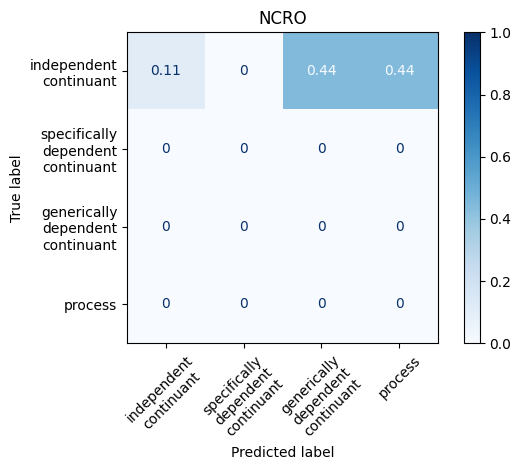 NCRO
True label
independent
continuant
0.11 0 0.44 0.44
specifically
dependent
continuant
0 0 0 0
generically
dependent
continuant
0 0 0 0
process
0 0 0 0
independent
continuant
specifically
dependent
continuant
generically
dependent
continuant
process
Predicted label
1.0
0.8
0.6
0.4
0.2
0.0